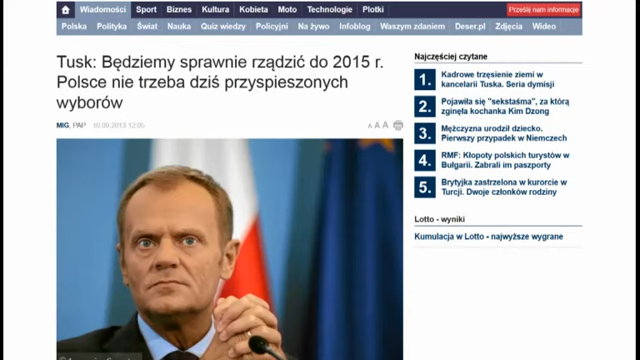 Wiadomości Sport Biznes Kultura Kobieta Moto Technologie Plotki
Prześlij nam informacje
Polska Polityka Świat Nauka Quiz wiedzy Policyjni Na żywo Infoblog Waszym zdaniem Deser.pl Zdjęcia Wideo
Tusk: Będziemy sprawnie rządzić do 2015 r.
Polsce nie trzeba dziś przyspieszonych
wyborów
MIG, PAP 10.09.2013 12:05
A A A
Najczęściej czytane
1. Kadrowe trzęsienie ziemi w
kancelarii Tuska. Seria dymisji
2. Pojawiła się "sekstaśma", za którą
zginęła kochanka Kim Dzong
3. Mężczyzna urodził dziecko.
Pierwszy przypadek w Niemczech
4. RMF: Kłopoty polskich turystów w
Bułgarii. Zabrali im paszporty
5. Brytyjka zastrzelona w kurorcie w
Turcji. Dwoje członków rodziny
Lotto - wyniki
Kumulacja w Lotto - najwyższe wygrane